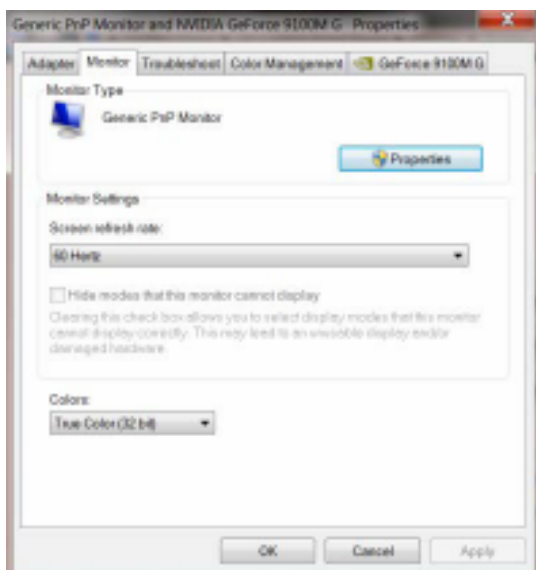 Generic PnP Monitor and NVIDIA GeForce 9100M G Properties
Adapter Monitor Troubleshoot Color Management GeForce 9100M G
Monitor Type
Generic PnP Monitor
Properties
Monitor Settings
Screen refresh rate:
60 Hertz
Hide modes that this monitor cannot display
Clearing this check box allows you to select display modes that this monitor
cannot display correctly. This may lead to an unusable display and/or
damaged hardware.
Colors:
True Color (32 bit)
OK Cancel Apply